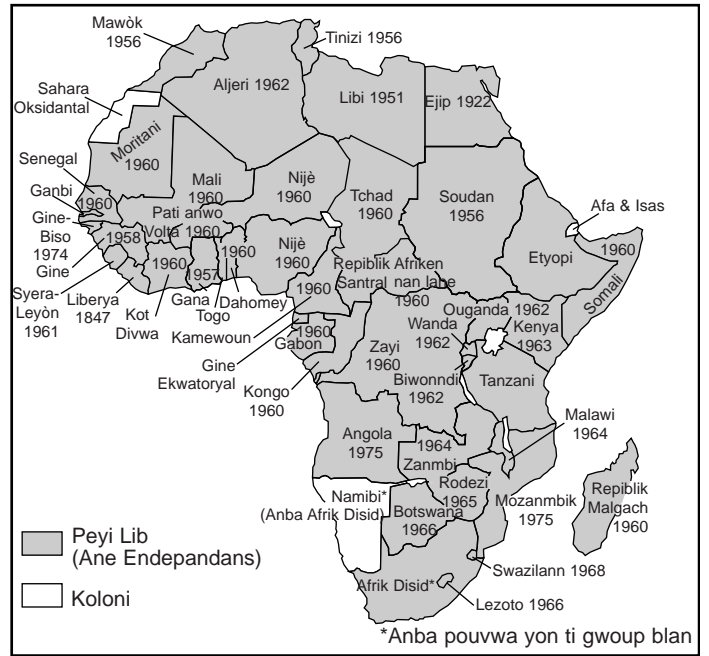 Mawòk
1956
Tinizi 1956
Aljeri 1962
Libi 1951
Ejip 1922
Sahara
Oksidantal
Moritani
1960
Senegal
1960
Mali
1960
Nijè
1960
Tchad
1960
Soudan
1956
Afa & Isas
Ganbi
Gine-
Biso
1974
Gine
1958
Pati anwo
Volta 1960
Nijè
1960
Etyopi
1960
Somali
Syera-
Leyòn
1961
Liberya
1847
Kot
Divwa
1960
Gana
1957
Togo
1960
Dahomey
Kamewoun
1960
Repiblik Afriken
Santral nan labe
1960
Ouganda 1962
Kenya
1963
Wanda
1962
Gine
Ekwatoryal
1960
Gabon
Kongo
1960
Zayi
1960
Biwonndi
1962
Tanzani
Malawi
1964
Angola
1975
1964
Zanmbi
Rodezi
1965
Mozanmbik
1975
Repiblik
Malgach
1960
Namibi*
(Anba Afrik Disid)
Botswana
1966
Swazilann 1968
Afrik Disid*
Lezoto 1966
Peyi Lib
(Ane Endepandans)
Koloni
*Anba pouvwa yon ti gwoup blan